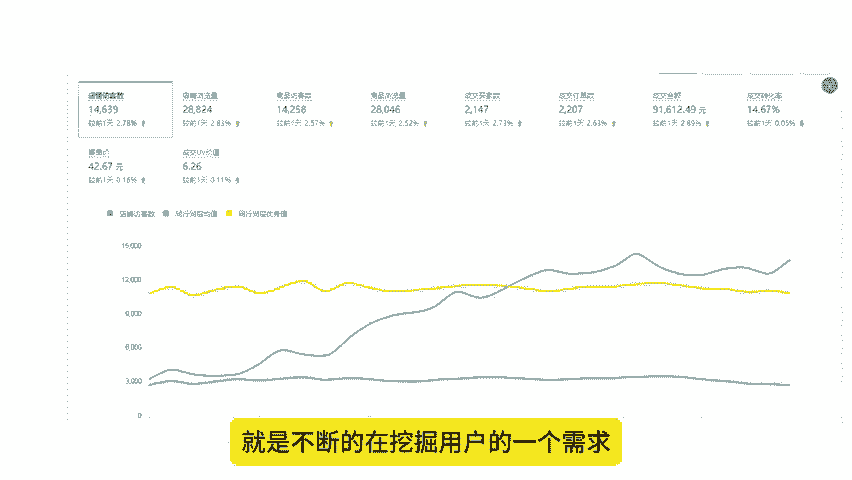 店铺访客数 店铺浏览量 商品访客数 商品浏览量 成交买家数 成交订单数 成交金额 成交转化率
14,639 28,824 14,258 28,046 2,147 2,207 91,612.49 元 14.67%
较前1天 2.78% 较前1天 2.83% 较前1天 2.57% 较前1天 2.52% 较前1天 2.73% 较前1天 2.63% 较前1天 2.89% 较前1天 0.05%
客单价 成交UV价值
42.67 元 6.26
较前1天 0.16% 较前1天 0.11%
店铺访客数 同行同层均值 同行同层优秀值
15,000
12,000
9,000
6,000
3,000
0
就是不断的在挖掘用户的一个需求